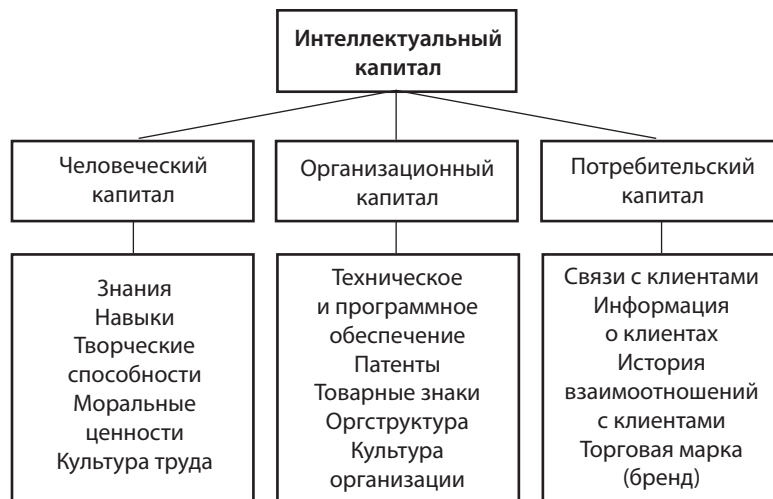 Интеллектуальный
капитал
Человеческий
капитал
Организационный
капитал
Потребительский
капитал
Знания
Навыки
Творческие
способности
Моральные
ценности
Культура труда
Техническое
и программное
обеспечение
Патенты
Товарные знаки
Оргструктура
Культура
организации
Связи с клиентами
Информация
о клиентах
История
взаимоотношений
с клиентами
Торговая марка
(бренд)